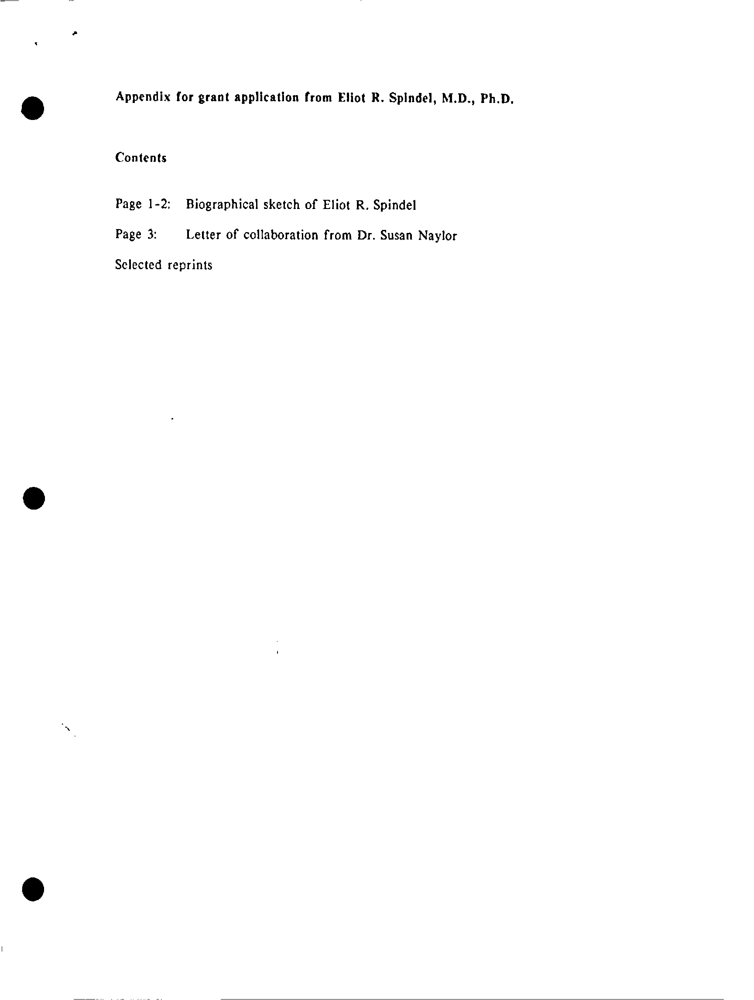 Appendix for grant application from Eliot R. Spindel, M.D., Ph.D.
Contents
Page 1-2: Biographical sketch of Eliot R. Spindel
Page 3: Letter of collaboration from Dr. Susan Naylor
Selected reprints